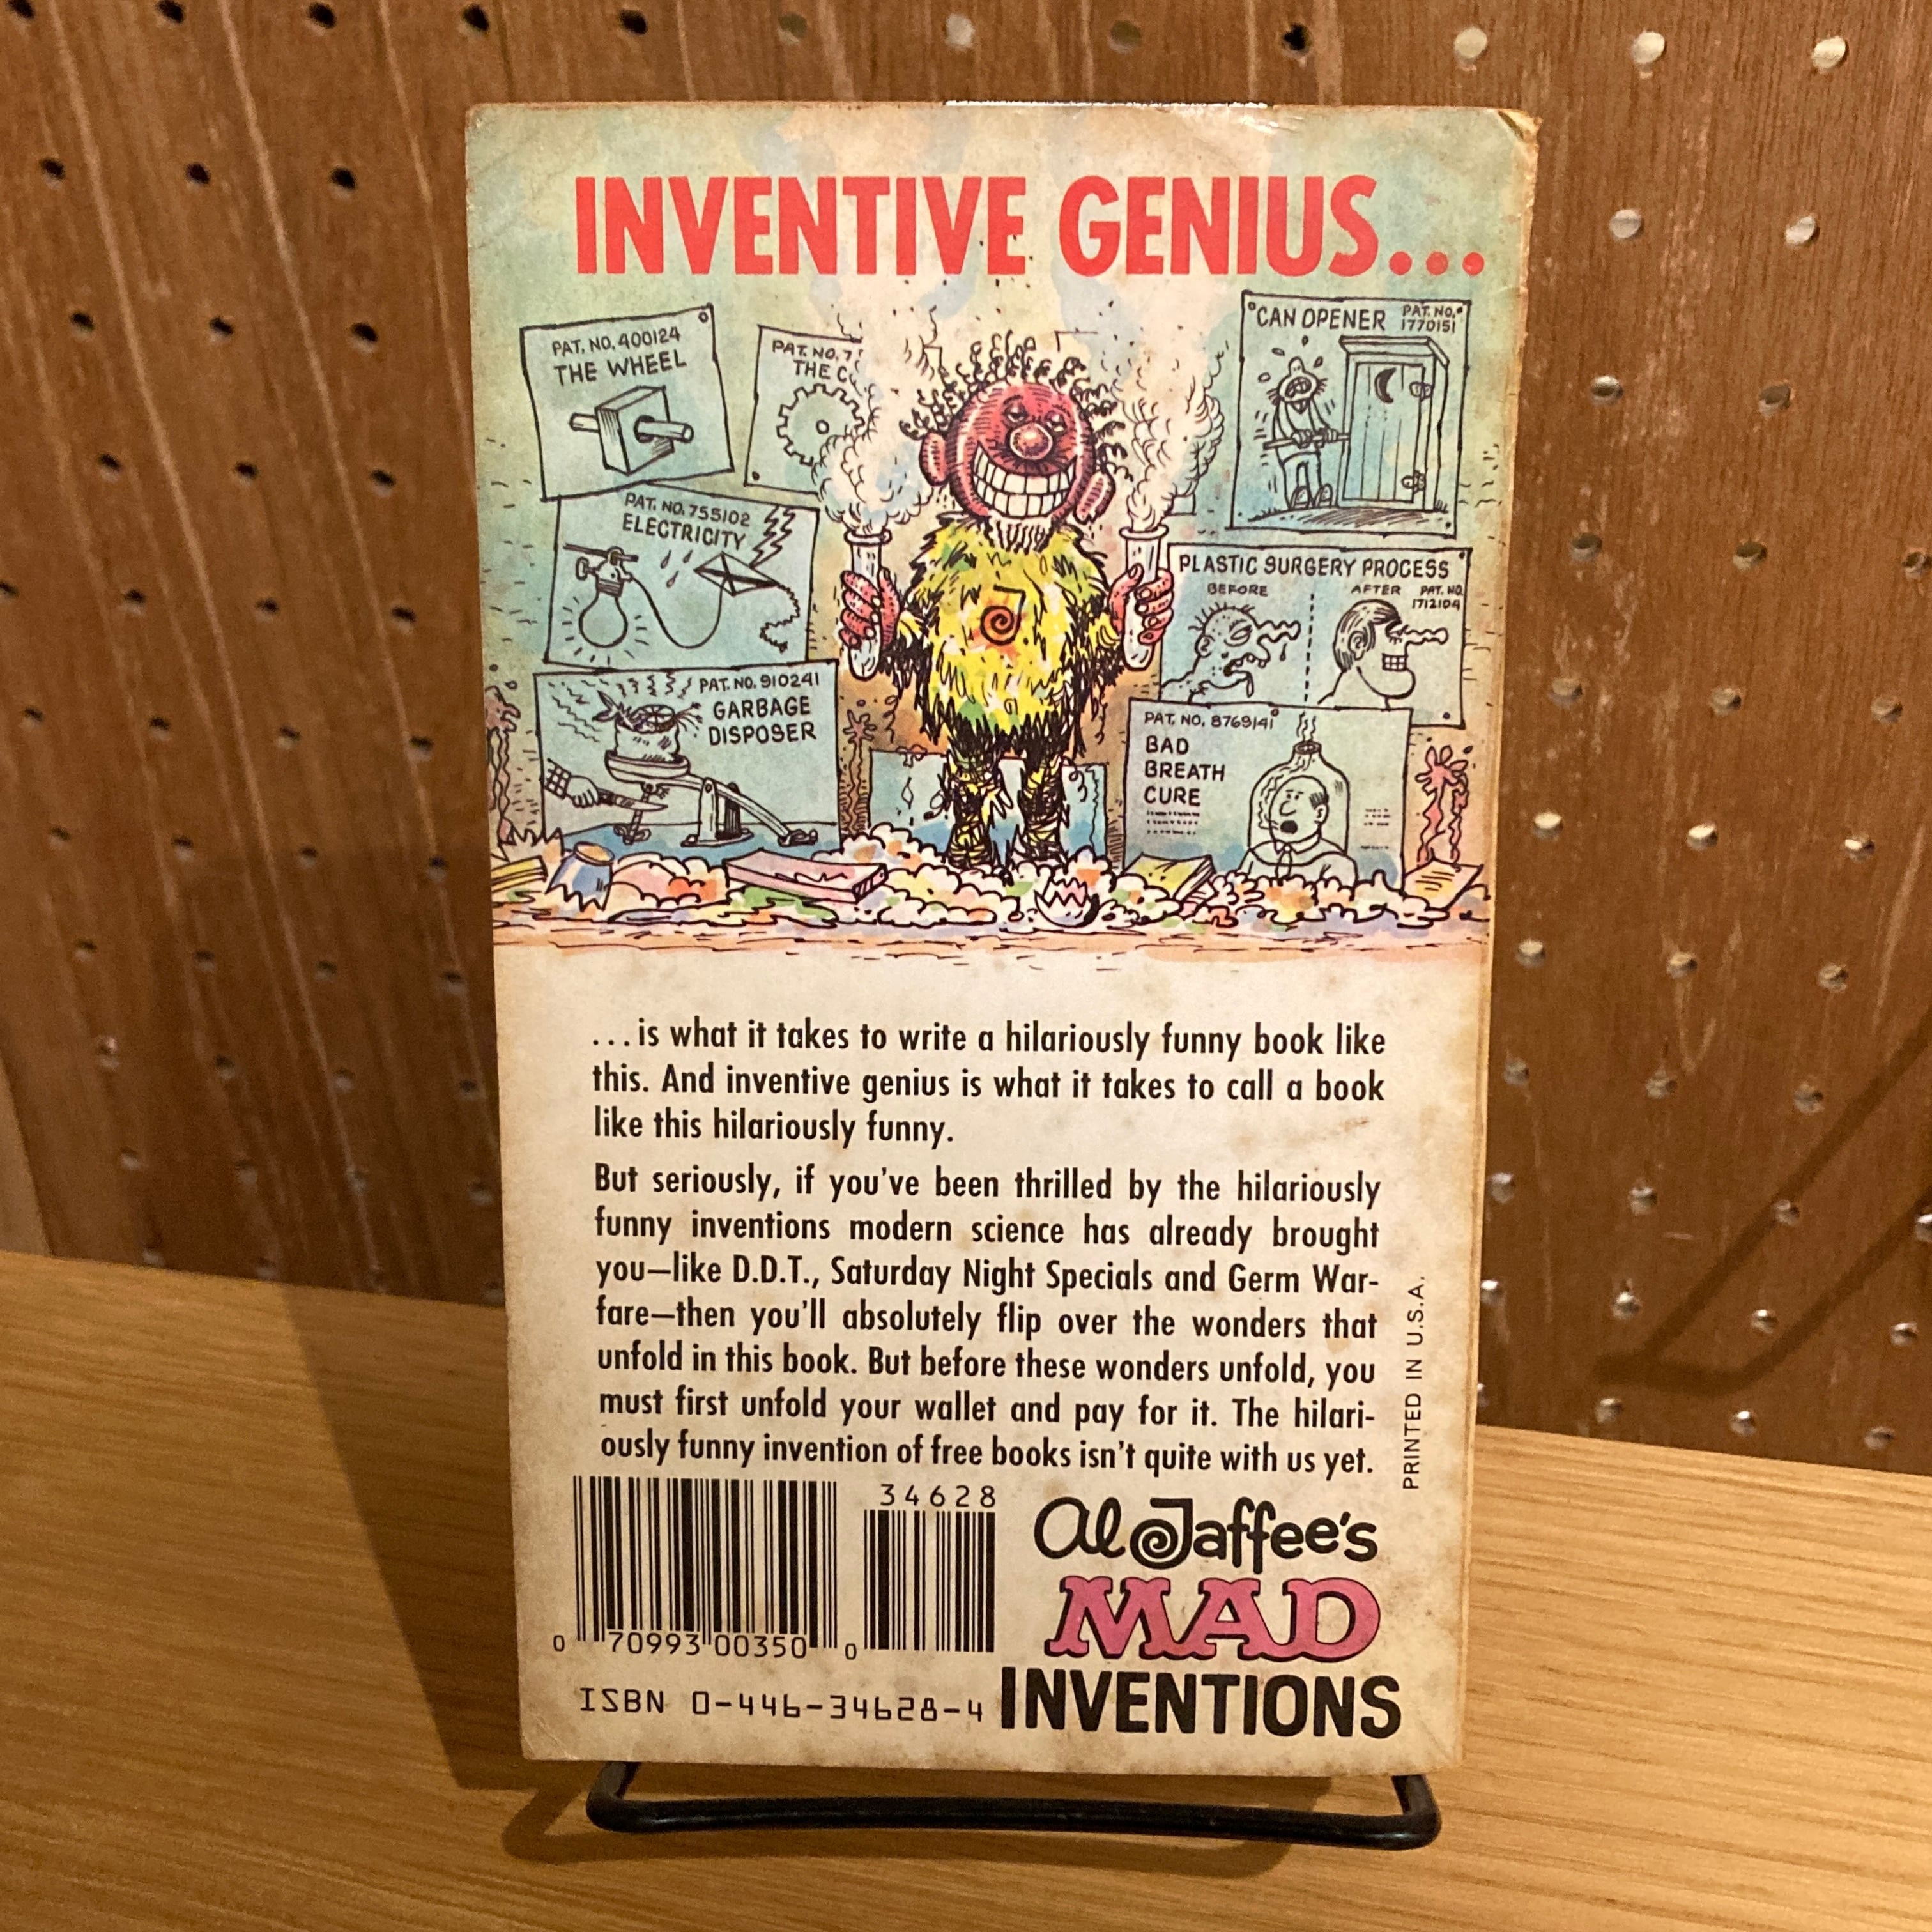 INVENTIVE GENIUS...
PAT. NO. 400124
THE WHEEL
PAT. NO. 7
THE
CAN OPENER
PAT. NO.
1770151
PAT. NO. 755102
ELECTRICITY
PLASTIC SURGERY PROCESS
BEFORE
AFTER
PAT. NO.
1712104
PAT. NO. 910241
GARBAGE
DISPOSER
PAT. NO. 8769141
BAD
BREATH
CURE
...is what it takes to write a hilariously funny book like
this. And inventive genius is what it takes to call a book
like this hilariously funny.
But seriously, if you've been thrilled by the hilariously
funny inventions modern science has already brought
you—like D.D.T., Saturday Night Specials and Germ War-
fare—then you'll absolutely flip over the wonders that
unfold in this book. But before these wonders unfold, you
must first unfold your wallet and pay for it. The hilari-
ously funny invention of free books isn't quite with us yet.
PRINTED IN U.S.A.
34628
0 70993 00350 0
ISBN 0-446-34628-4
Al Jaffee's
MAD
INVENTIONS